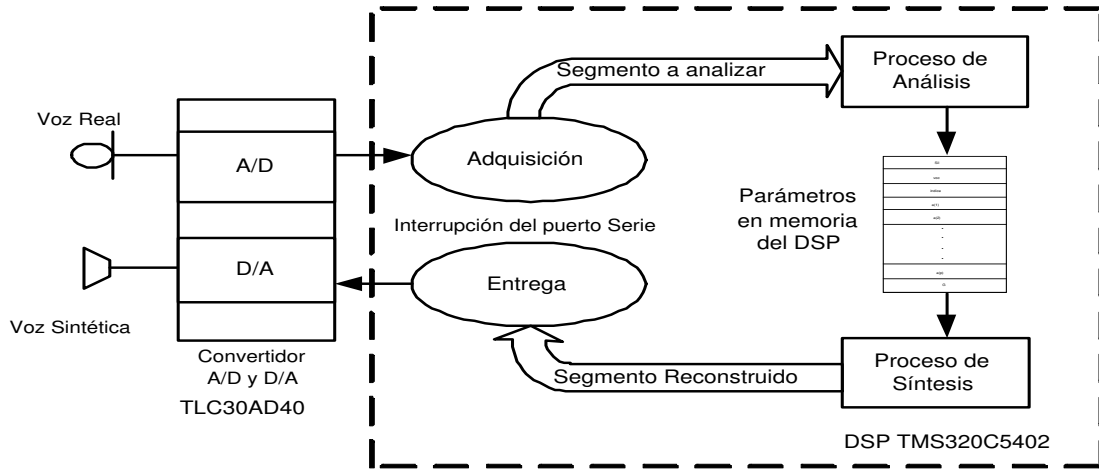 Segmento a analizar
Proceso de
Análisis
Voz Real
A/D
Adquisición
Parámetros
en memoria
del DSP
Interrupción del puerto Serie
D/A
Entrega
Voz Sintética
Convertidor
A/D y D/A
TLC30AD40
Segmento Reconstruido
Proceso de
Síntesis
DSP TMS320C5402